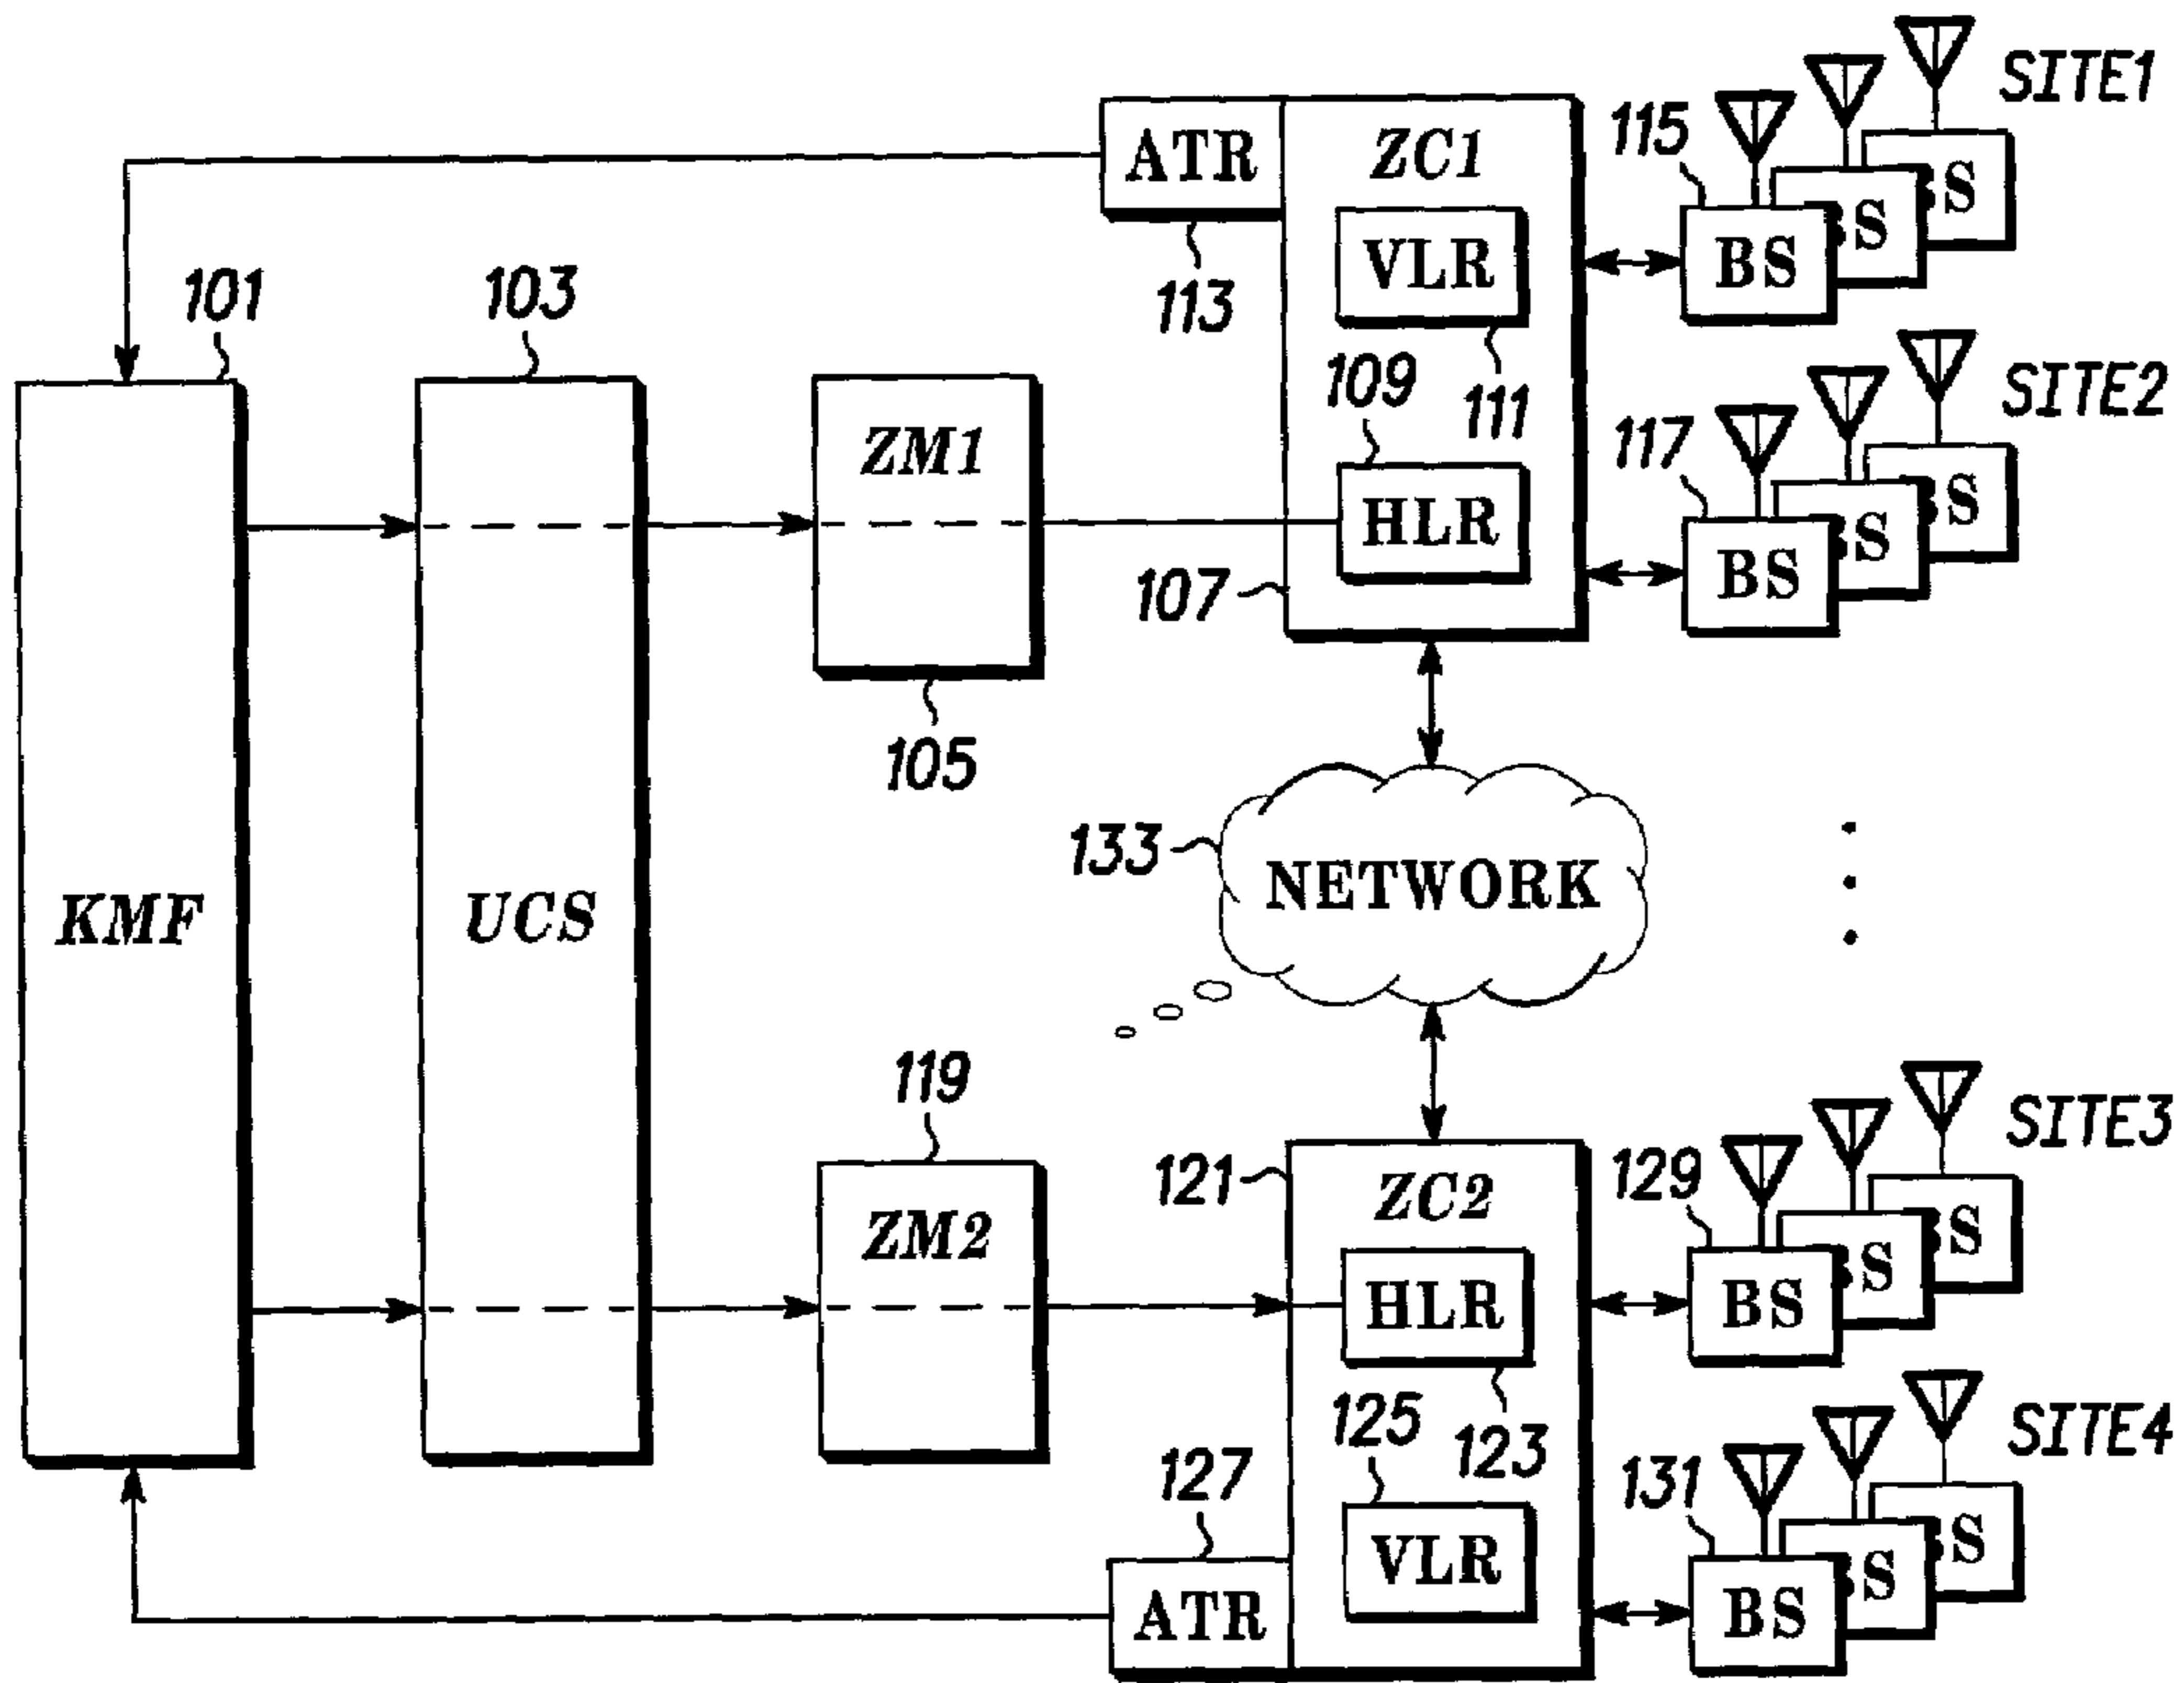 SITE1
115
ATR
ZC1
S
S
BS
VLR
113
101
103
109
111
SITE2
117
ZM1
HLR
S
S
BS
107
105
133
NETWORK
KMF
UCS
119
SITE3
121
ZC2
129
ZM2
HLR
S
S
BS
125
123
SITE4
127
131
VLR
S
S
BS
ATR